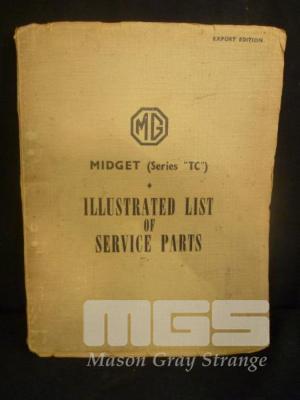 EXPORT EDITION
MG
MIDGET (Series "TC")
ILLUSTRATED LIST
OF
SERVICE PARTS
MGS
Mason Gray Strange